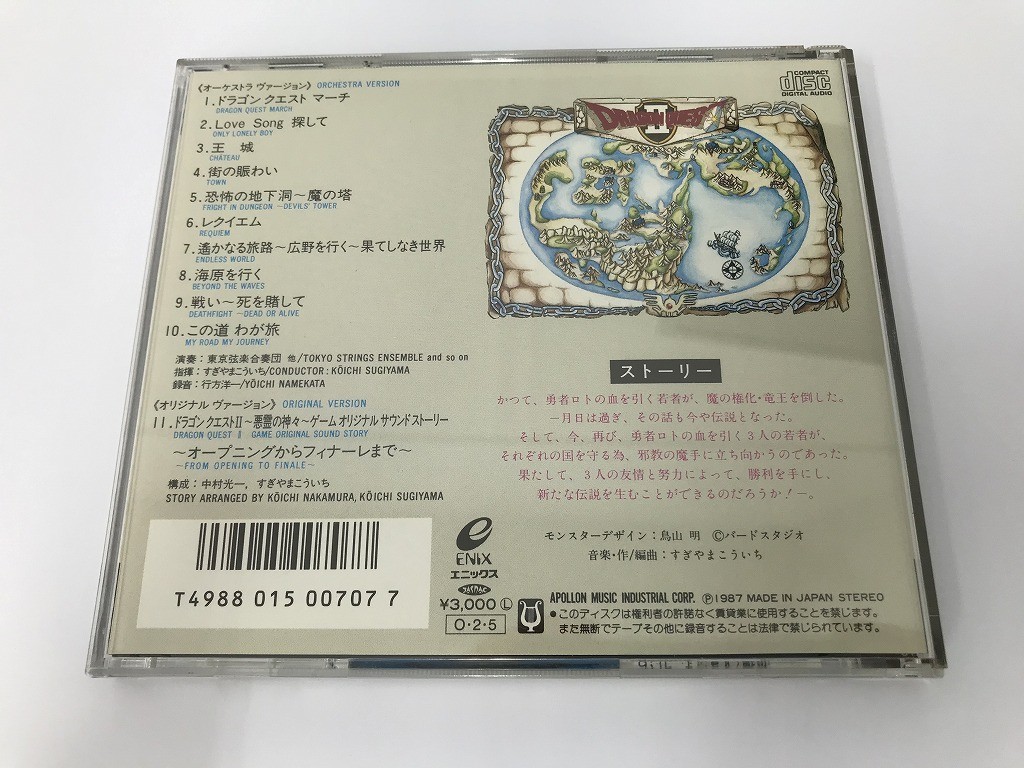 《オーケストラ ヴァージョン》 ORCHESTRA VERSION
1.ドラゴン クエスト マーチ
DRAGON QUEST MARCH
2.Love Song 探して
ONLY LONELY BOY
3.王 城
CHÂTEAU
4.街の賑わい
TOWN
5.恐怖の地下洞〜魔の塔
FRIGHT IN DUNGEON 〜DEVILS' TOWER
6.レクイエム
REQUIEM
7.遙かなる旅路〜広野を行く〜果てしなき世界
ENDLESS WORLD
8.海原を行く
BEYOND THE WAVES
9.戦い〜死を賭して
DEATHFIGHT 〜DEAD OR ALIVE
10.この道 わが旅
MY ROAD MY JOURNEY
演奏：東京弦楽合奏団 他/TOKYO STRINGS ENSEMBLE and so on
指揮：すぎやまこういち/CONDUCTOR：KŌICHI SUGIYAMA
録音：行方洋一/YŌICHI NAMEKATA
《オリジナル ヴァージョン》 ORIGINAL VERSION
11.ドラゴン クエストII〜悪霊の神々〜ゲーム オリジナル サウンド ストーリー
DRAGON QUEST II GAME ORIGINAL SOUND STORY
〜オープニングからフィナーレまで〜
〜FROM OPENING TO FINALE〜
構成：中村光一，すぎやまこういち
STORY ARRANGED BY KŌICHI NAKAMURA, KŌICHI SUGIYAMA
T4988 015 00707 7
ENIX
エニックス
JASRAC
¥3,000 Ⓛ
O・2・5
COMPACT
disc
DIGITAL AUDIO
DRAGON QUEST
II
ストーリー
かつて、勇者ロトの血を引く若者が、魔の権化・竜王を倒した。
—月日は過ぎ、その話も今や伝説となった。
そして、今、再び、勇者ロトの血を引く3人の若者が、
それぞれの国を守る為、邪教の魔手に立ち向かうのであった。
果たして、3人の友情と努力によって、勝利を手にし、
新たな伝説を生むことができるのだろうか！—。
モンスターデザイン：鳥山 明 Ⓒバードスタジオ
音楽・作/編曲：すぎやまこういち
APOLLON MUSIC INDUSTRIAL CORP. Ⓟ1987 MADE IN JAPAN STEREO
●このディスクは権利者の許諾なく賃貸業に使用することを禁じます。
また無断でテープその他に録音することは法律で禁じられています。